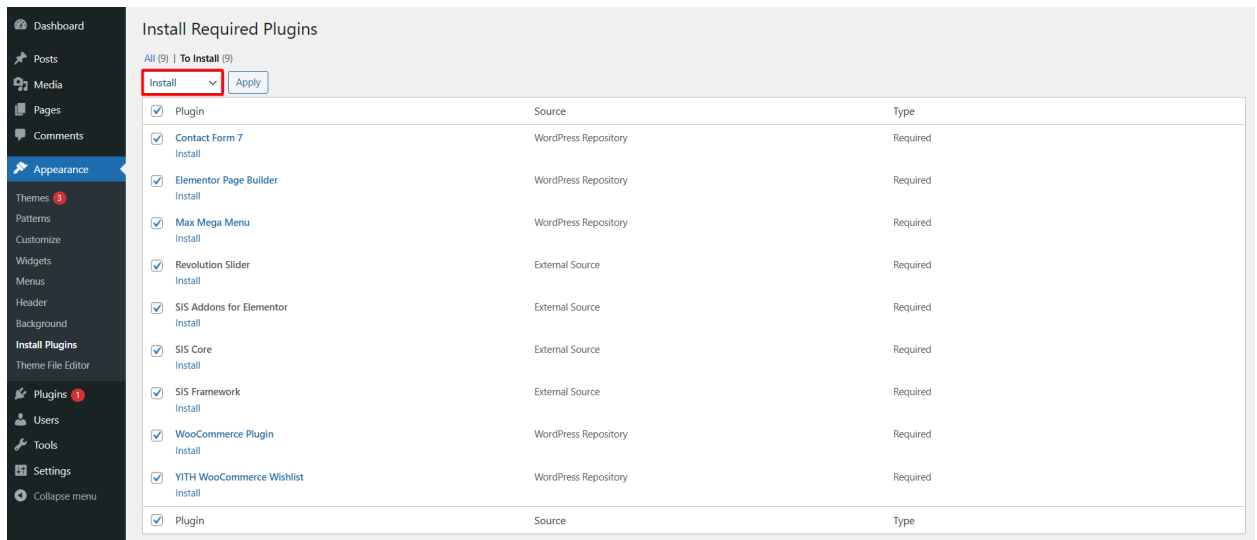 Dashboard
Posts
Media
Pages
Comments
Appearance
Themes 3
Patterns
Customize
Widgets
Menus
Header
Background
Install Plugins
Theme File Editor
Plugins 1
Users
Tools
Settings
Collapse menu
Install Required Plugins
All (9) | To Install (9)
Install Apply
Plugin Source Type
Contact Form 7 WordPress Repository Required
Install
Elementor Page Builder WordPress Repository Required
Install
Max Mega Menu WordPress Repository Required
Install
Revolution Slider External Source Required
Install
SIS Addons for Elementor External Source Required
Install
SIS Core External Source Required
Install
SIS Framework External Source Required
Install
WooCommerce Plugin WordPress Repository Required
Install
YITH WooCommerce Wishlist WordPress Repository Required
Install
Plugin Source Type